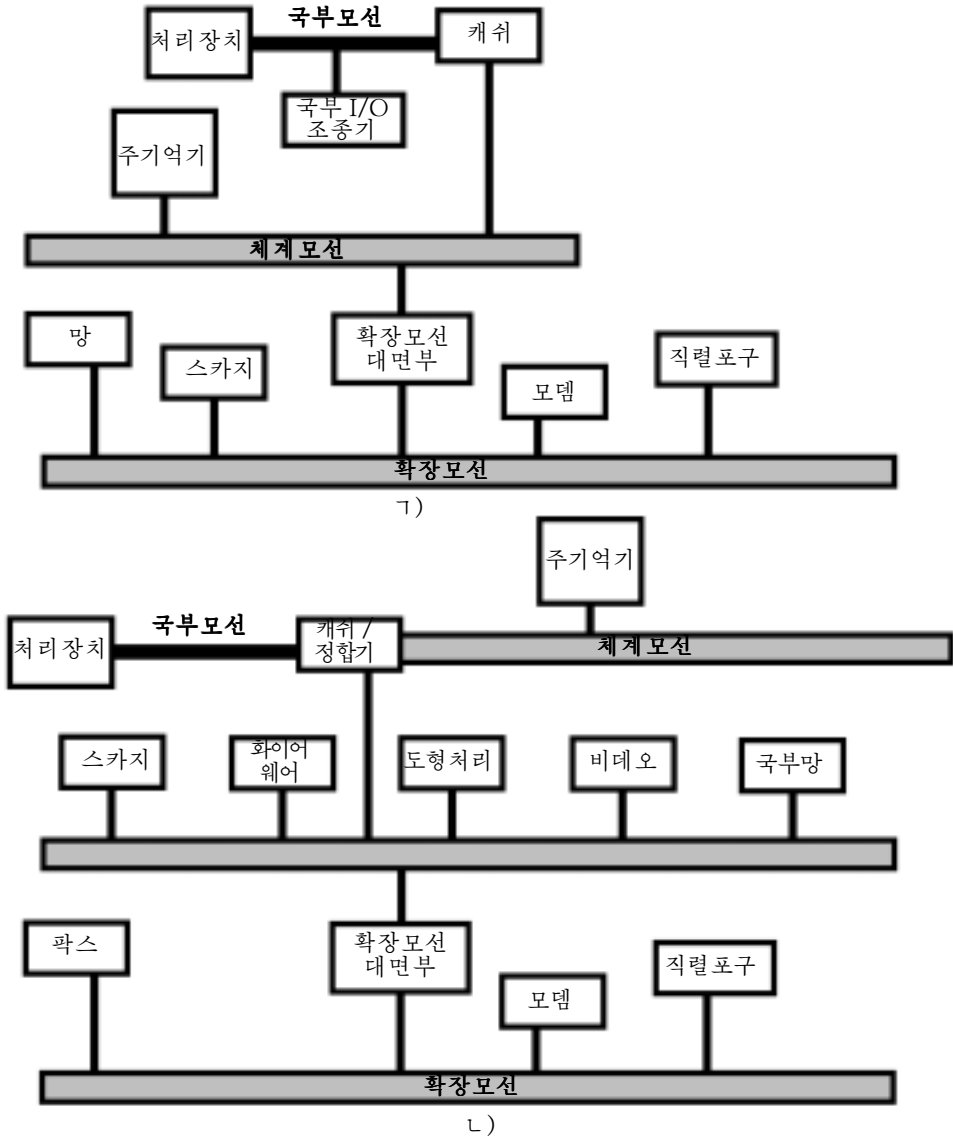 국부모선
처리장치
캐쉬
국부 I/O
조종기
주기억기
체계모선
망
스카지
확장모선
대면부
모뎀
직렬포구
확장모선
ㄱ)
주기억기
국부모선
처리장치
캐쉬 /
정합기
체계모선
스카지
화이어
웨어
도형처리
비데오
국부망
팍스
확장모선
대면부
모뎀
직렬포구
확장모선
ㄴ)